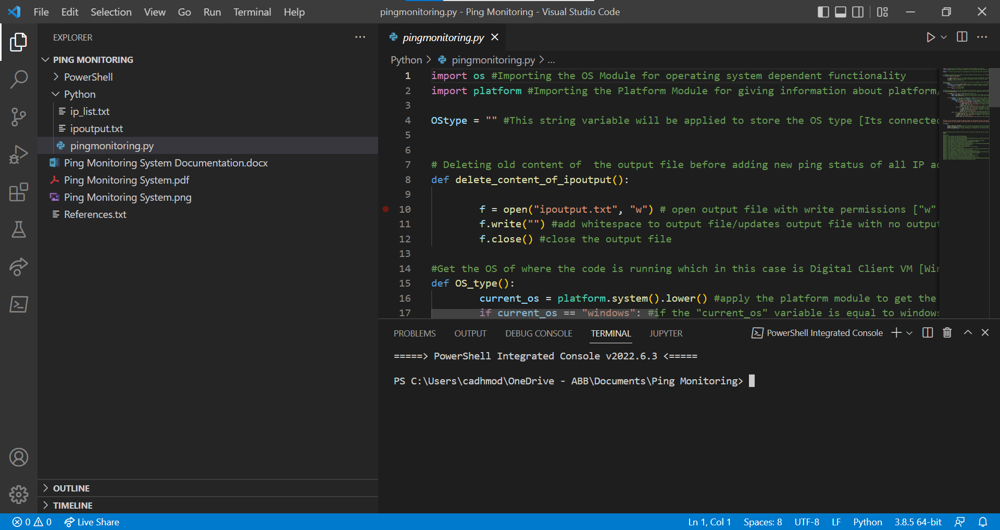 File Edit Selection View Go Run Terminal Help
pingmonitoring.py - Ping Monitoring - Visual Studio Code
EXPLORER
PING MONITORING
PowerShell
Python
ip_list.txt
ipoutput.txt
pingmonitoring.py
Ping Monitoring System Documentation.docx
Ping Monitoring System.pdf
Ping Monitoring System.png
References.txt
OUTLINE
TIMELINE
pingmonitoring.py
Python > pingmonitoring.py > ...
1 import os #Importing the OS Module for operating system dependent functionality
2 import platform #Importing the Platform Module for giving information about platform/
3
4 OStype = "" #This string variable will be applied to store the OS type [Its connected
5
6
7 # Deleting old content of  the output file before adding new ping status of all IP ad
8 def delete_content_of_ipoutput():
9
10 f = open("ipoutput.txt", "w") # open output file with write permissions ["w"
11 f.write("") #add whitespace to output file/updates output file with no output
12 f.close() #close the output file
13
14 #Get the OS of where the code is running which in this case is Digital Client VM [Win
15 def OS_type():
16 current_os = platform.system().lower() #apply the platform module to get the
17 if current_os == "windows": #if the "current_os" variable is equal to windows
PROBLEMS OUTPUT DEBUG CONSOLE TERMINAL JUPYTER
PowerShell Integrated Console
=====> PowerShell Integrated Console v2022.6.3 <=====
PS C:\Users\cadhmod\OneDrive - ABB\Documents\Ping Monitoring>
0 0 Live Share
Ln 1, Col 1 Spaces: 8 UTF-8 LF Python 3.8.5 64-bit